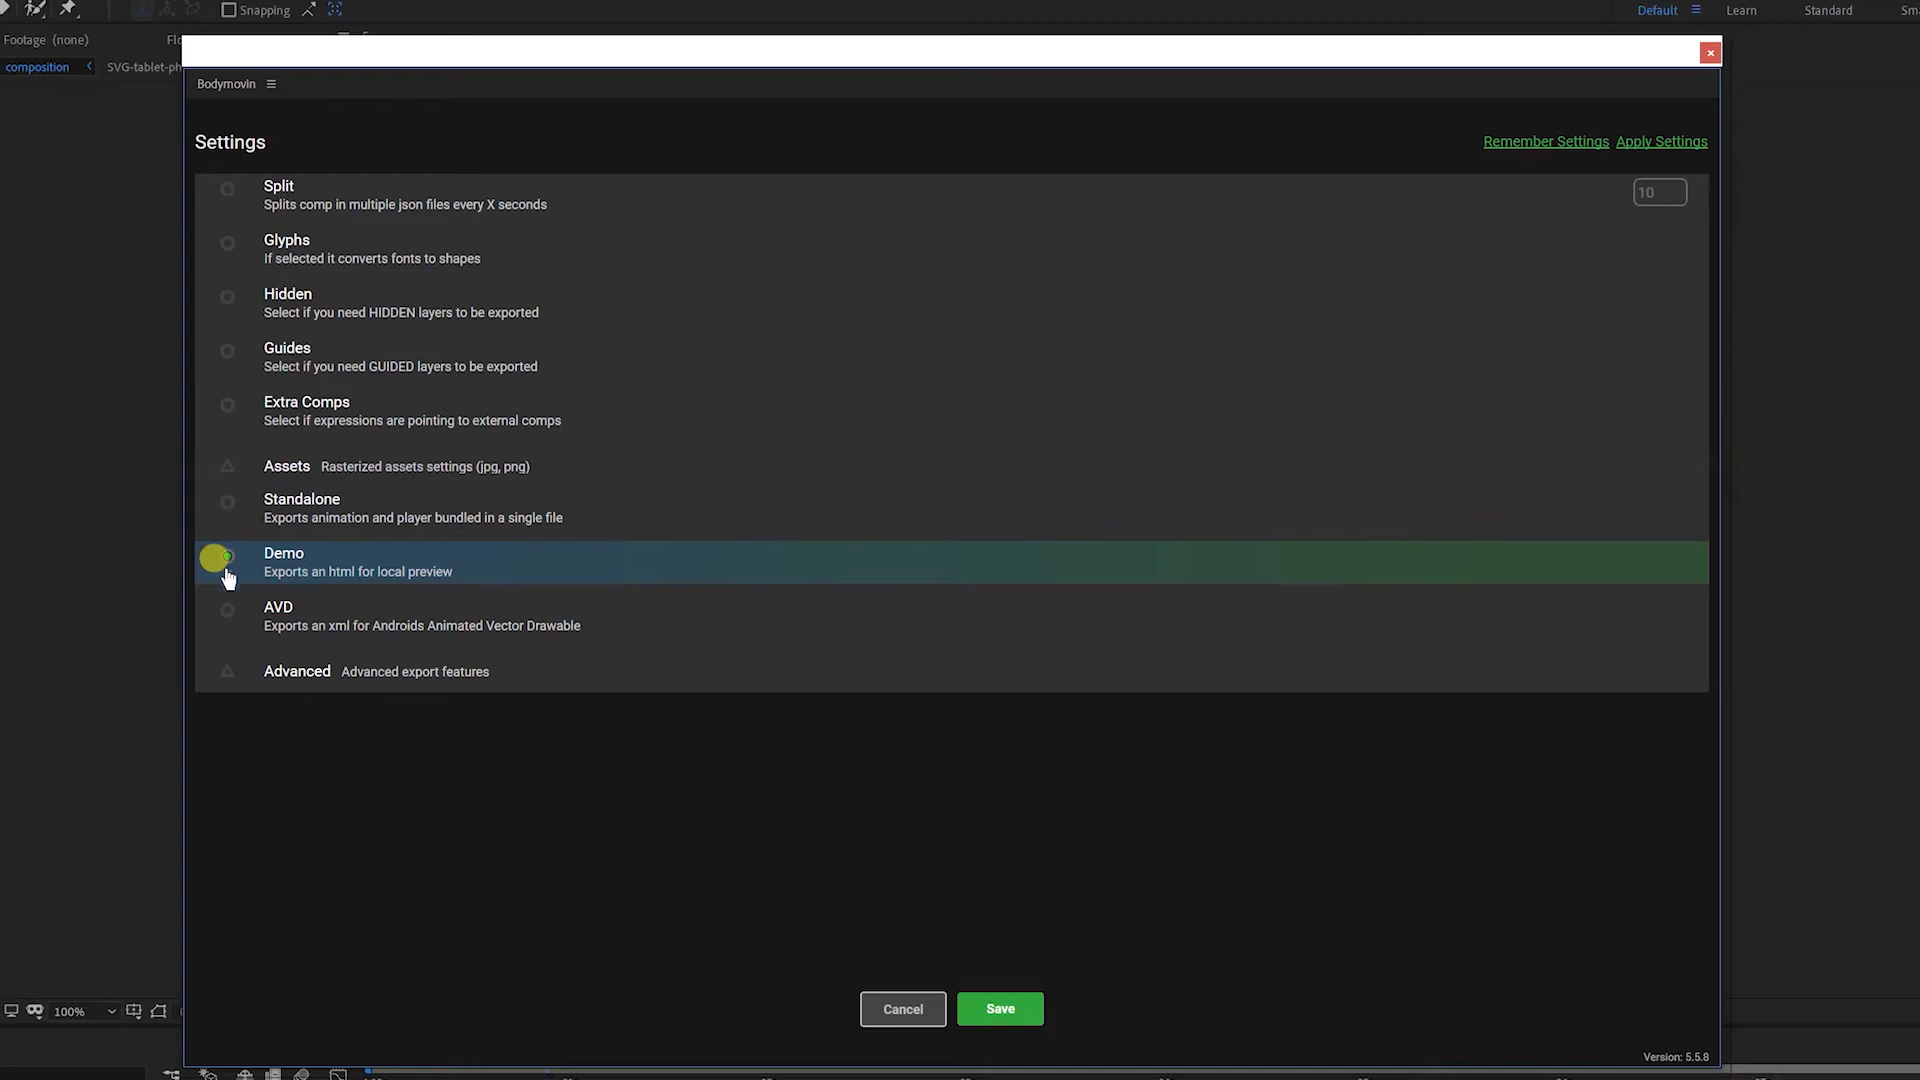 Snapping
Default
Learn
Standard
Footage (none)
composition
SVG-tablet-ph
Bodymovin
Settings
Remember Settings
Apply Settings
Split
Splits comp in multiple json files every X seconds
10
Glyphs
If selected it converts fonts to shapes
Hidden
Select if you need HIDDEN layers to be exported
Guides
Select if you need GUIDED layers to be exported
Extra Comps
Select if expressions are pointing to external comps
Assets Rasterized assets settings (jpg, png)
Standalone
Exports animation and player bundled in a single file
Demo
Exports an html for local preview
AVD
Exports an xml for Androids Animated Vector Drawable
Advanced Advanced export features
100%
Cancel
Save
Version: 5.5.8